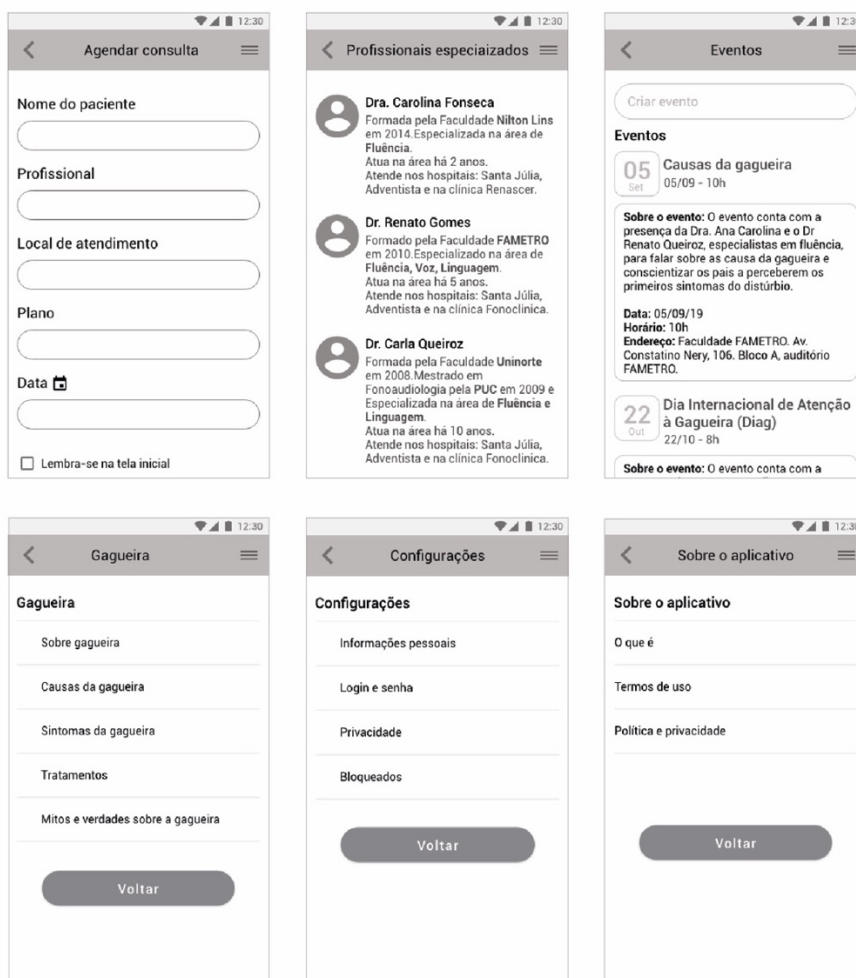 12:30
Agendar consulta
Nome do paciente
Profissional
Local de atendimento
Plano
Data
Lembra-se na tela inicial
12:30
Profissionais especiaizados
Dra. Carolina Fonseca
Formada pela Faculdade Nilton Lins
em 2014.Especializada na área de
Fluência.
Atua na área há 2 anos.
Atende nos hospitais: Santa Júlia,
Adventista e na clínica Renascer.
Dr. Renato Gomes
Formado pela Faculdade FAMETRO
em 2010.Especializado na área de
Fluência, Voz, Linguagem.
Atua na área há 5 anos.
Atende nos hospitais: Santa Júlia,
Adventista e na clínica Fonoclinica.
Dr. Carla Queiroz
Formada pela Faculdade Uninorte
em 2008.Mestrado em
Fonoaudiologia pela PUC em 2009 e
Especializada na área de Fluência e
Linguagem.
Atua na área há 10 anos.
Atende nos hospitais: Santa Júlia,
Adventista e na clínica Fonoclinica.
12:30
Eventos
Criar evento
Eventos
05
Set
Causas da gagueira
05/09 - 10h
Sobre o evento: O evento conta com a
presença da Dra. Ana Carolina e o Dr
Renato Queiroz, especialistas em fluência,
para falar sobre as causa da gagueira e
conscientizar os pais a perceberem os
primeiros sintomas do distúrbio.
Data: 05/09/19
Horário: 10h
Endereço: Faculdade FAMETRO. Av.
Constatino Nery, 106. Bloco A, auditório
FAMETRO.
22
Out
Dia Internacional de Atenção
à Gagueira (Diag)
22/10 - 8h
Sobre o evento: O evento conta com a
12:30
Gagueira
Gagueira
Sobre gagueira
Causas da gagueira
Sintomas da gagueira
Tratamentos
Mitos e verdades sobre a gagueira
Voltar
12:30
Configurações
Configurações
Informações pessoais
Login e senha
Privacidade
Bloqueados
Voltar
12:30
Sobre o aplicativo
Sobre o aplicativo
O que é
Termos de uso
Política e privacidade
Voltar